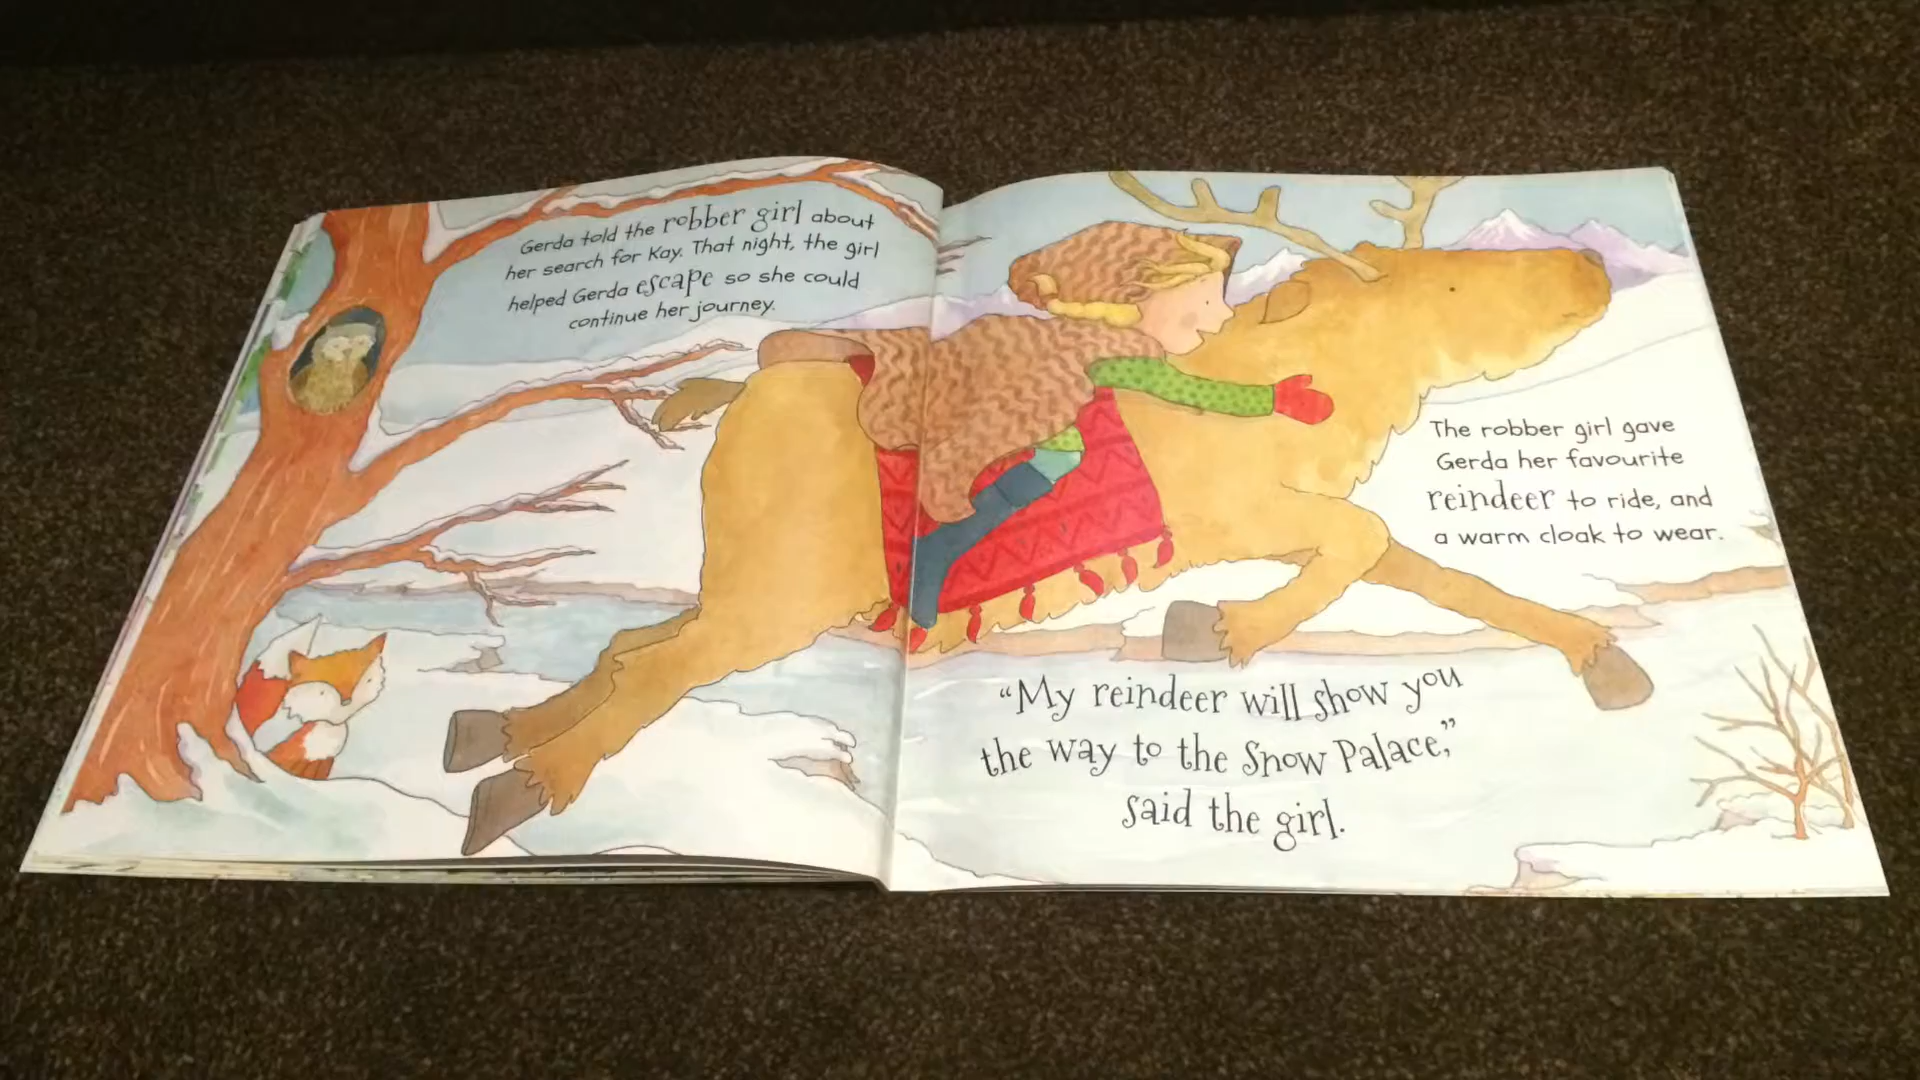 Gerda told the robber girl about
her search for Kay. That night, the girl
helped Gerda escape so she could
continue her journey.
The robber girl gave
Gerda her favourite
reindeer to ride, and
a warm cloak to wear.
“My reindeer will show you
the way to the Snow Palace,”
said the girl.